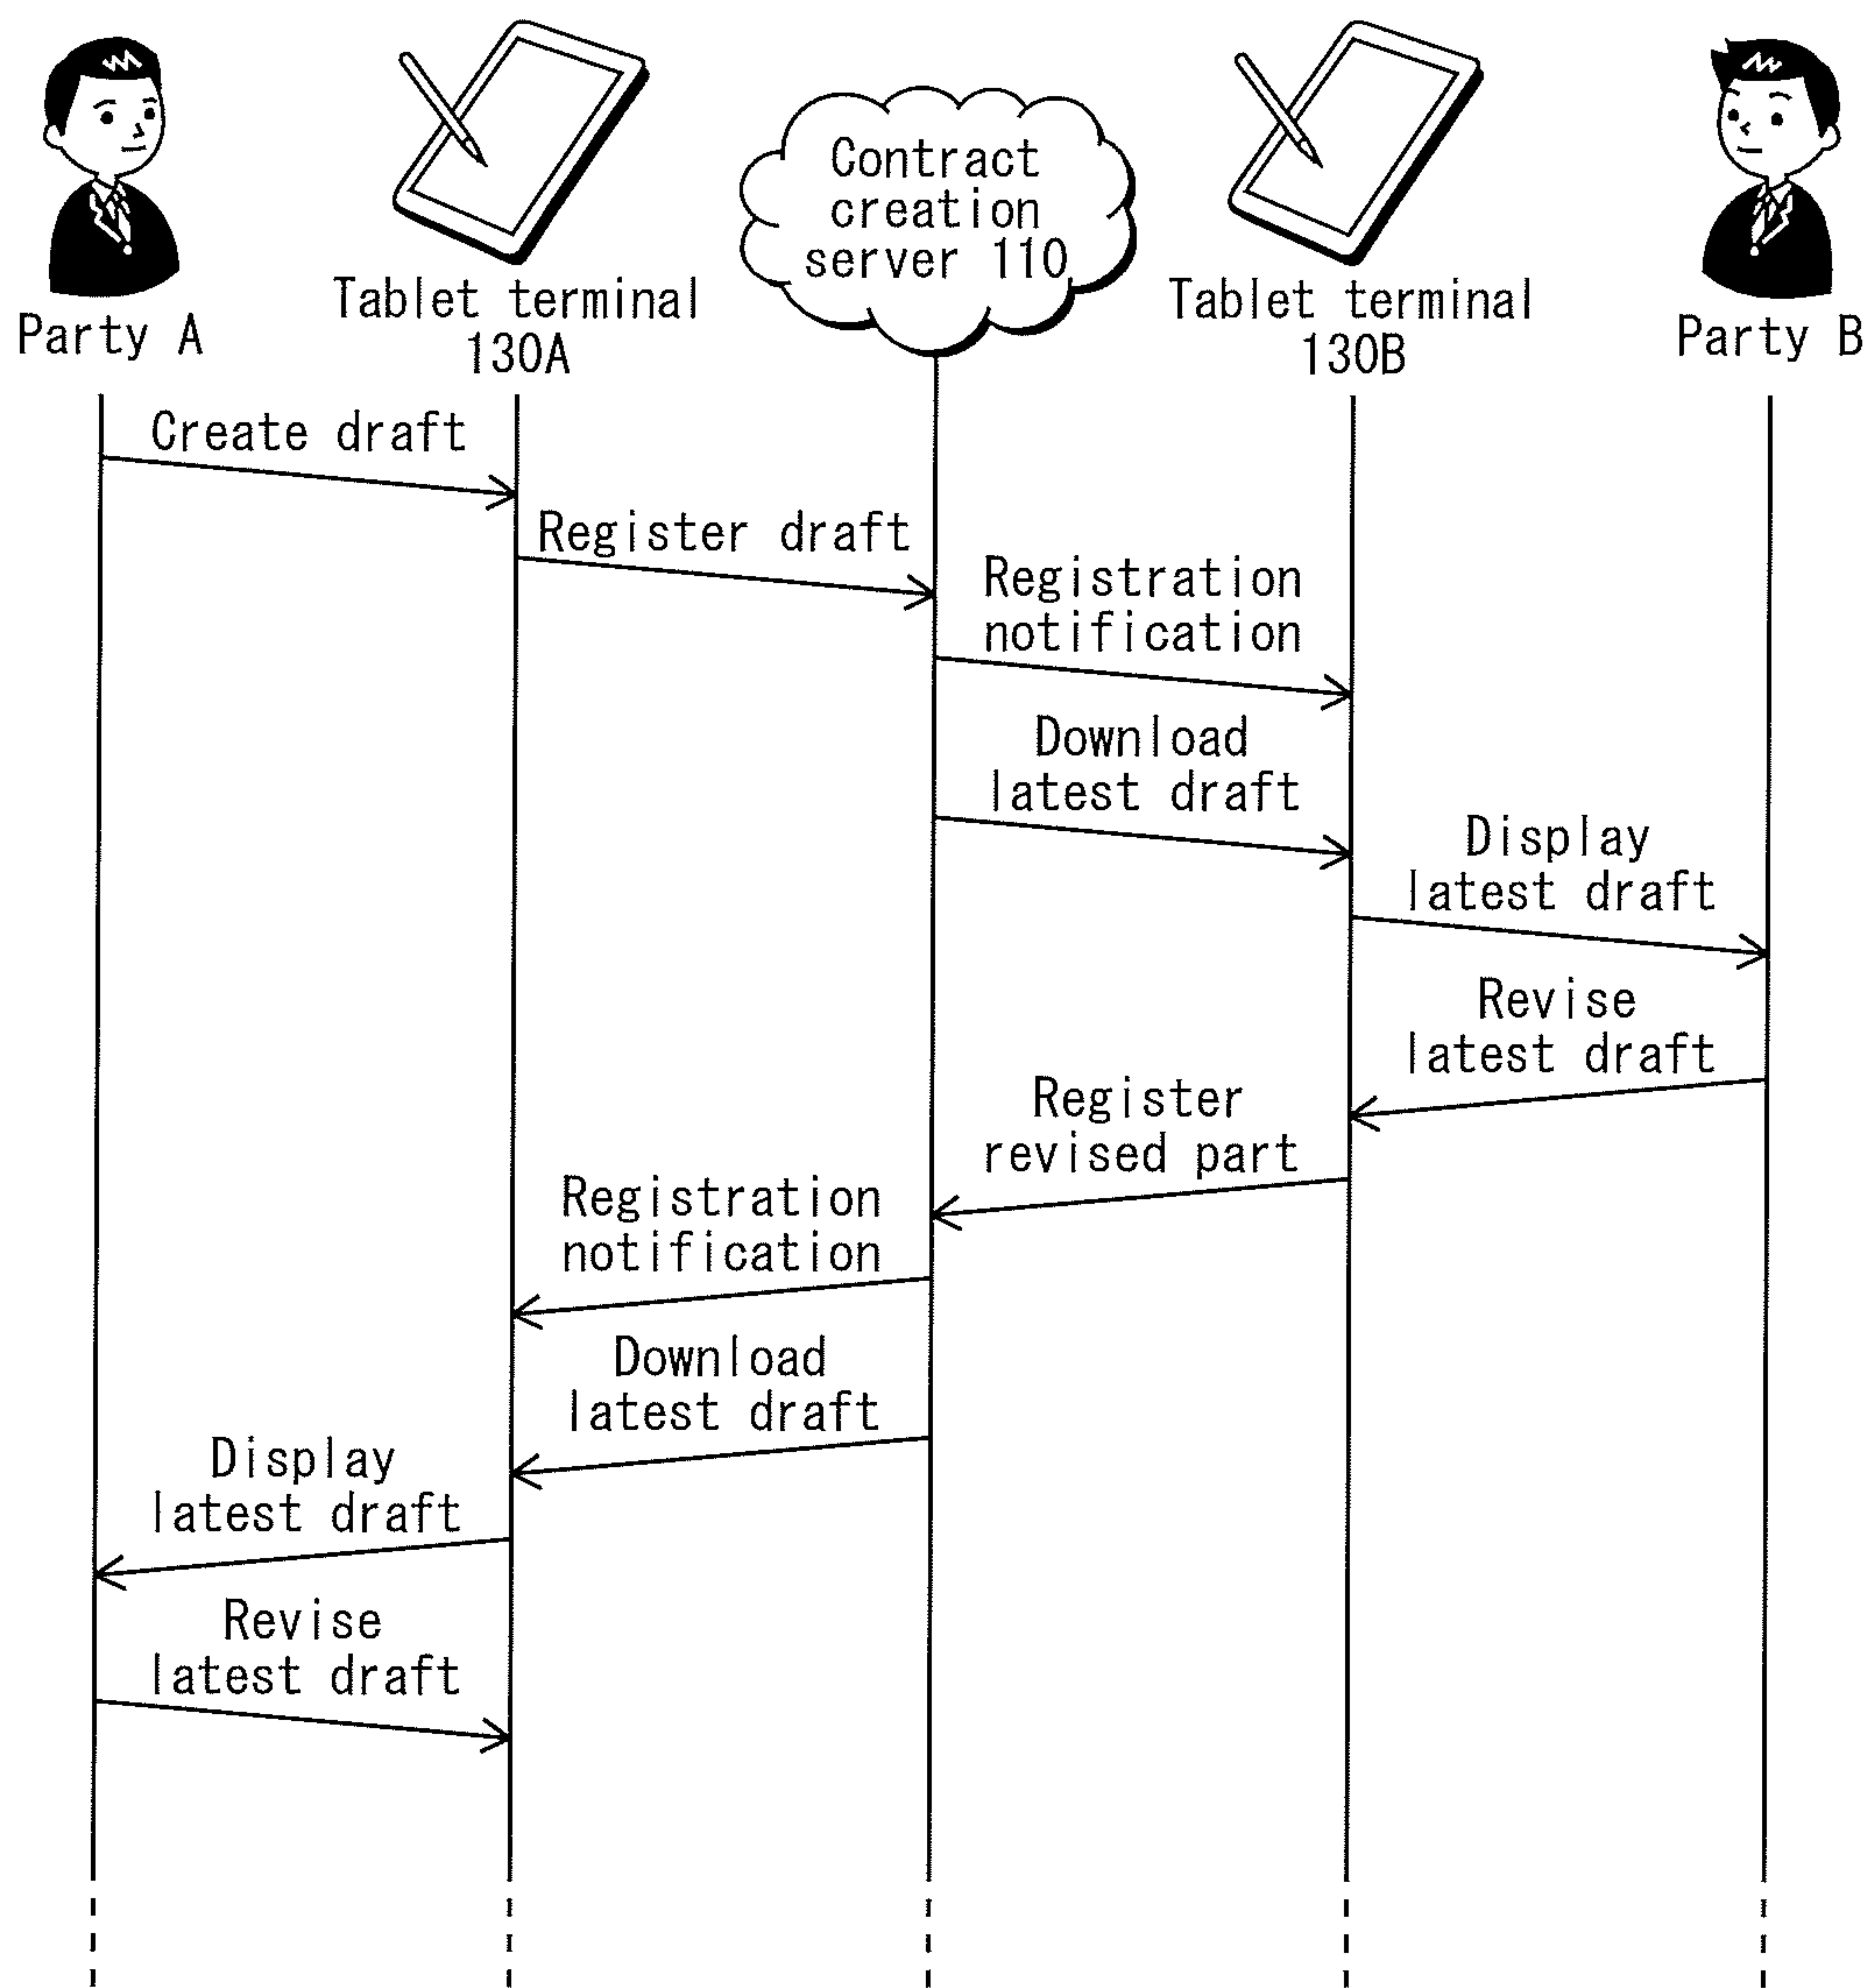 Contract
creation
server 110
Party A
Tablet terminal
130A
Tablet terminal
130B
Party B
Create draft
Register draft
Registration
notification
Download
latest draft
Display
latest draft
Revise
latest draft
Register
revised part
Registration
notification
Download
latest draft
Display
latest draft
Revise
latest draft